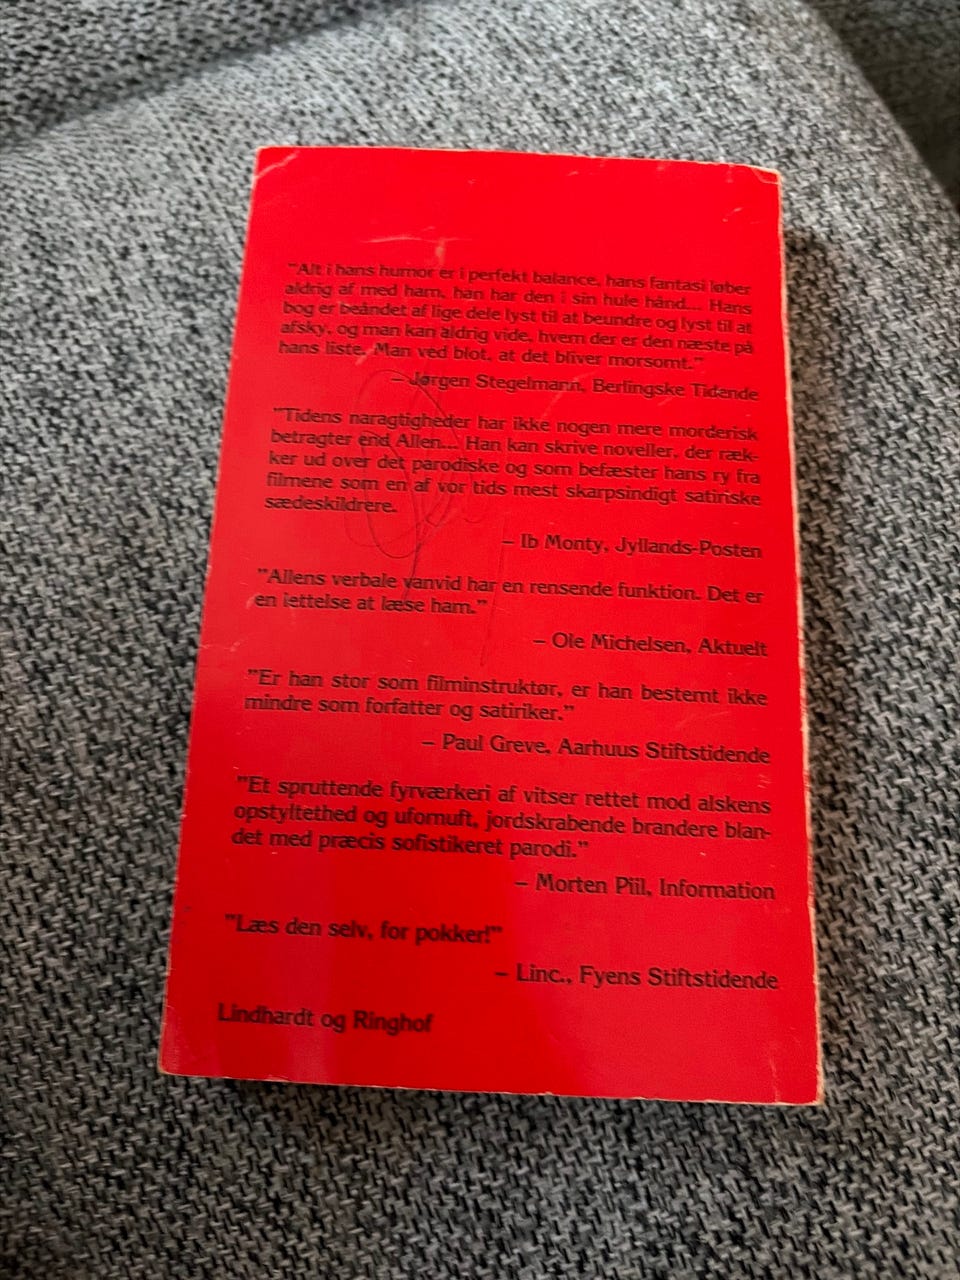 "Alt i hans humor er i perfekt balance, hans fantasi løber
aldrig af med ham, han har den i sin hule hånd... Hans
bog er beåndet af lige dele lyst til at beundre og lyst til at
afsky, og man kan aldrig vide, hvem der er den næste på
hans liste. Man ved blot, at det bliver morsomt."
– Jørgen Stegelmann, Berlingske Tidende
"Tidens naragtigheder har ikke nogen mere morderisk
betragter end Allen... Han kan skrive noveller, der ræk-
ker ud over det parodiske og som befæster hans ry fra
filmene som en af vor tids mest skarpsindigt satiriske
sædeskildrere.
– Ib Monty, Jyllands-Posten
"Allens verbale vanvid har en rensende funktion. Det er
en lettelse at læse ham."
– Ole Michelsen, Aktuelt
"Er han stor som filminstruktør, er han bestemt ikke
mindre som forfatter og satiriker."
– Paul Greve, Aarhuus Stiftstidende
"Et spruttende fyrværkeri af vitser rettet mod alskens
opstyltethed og ufornuft, jordskrabende brandere blan-
det med præcis sofistikeret parodi."
– Morten Piil, Information
"Læs den selv, for pokker!"
– Linc., Fyens Stiftstidende
Lindhardt og Ringhof